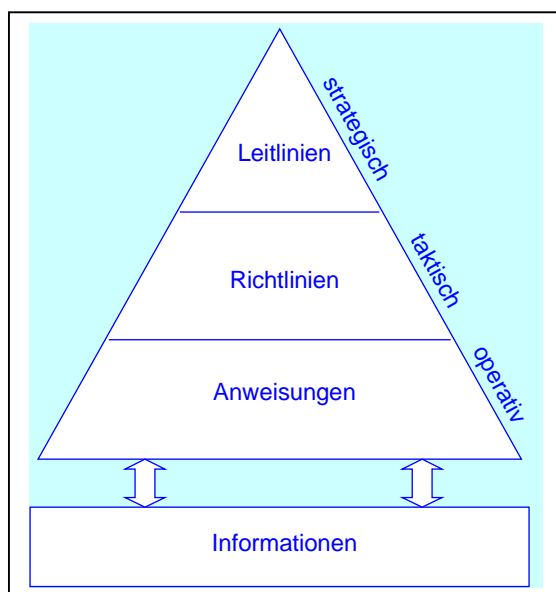 strategisch
Leitlinien
taktisch
Richtlinien
operativ
Anweisungen
Informationen